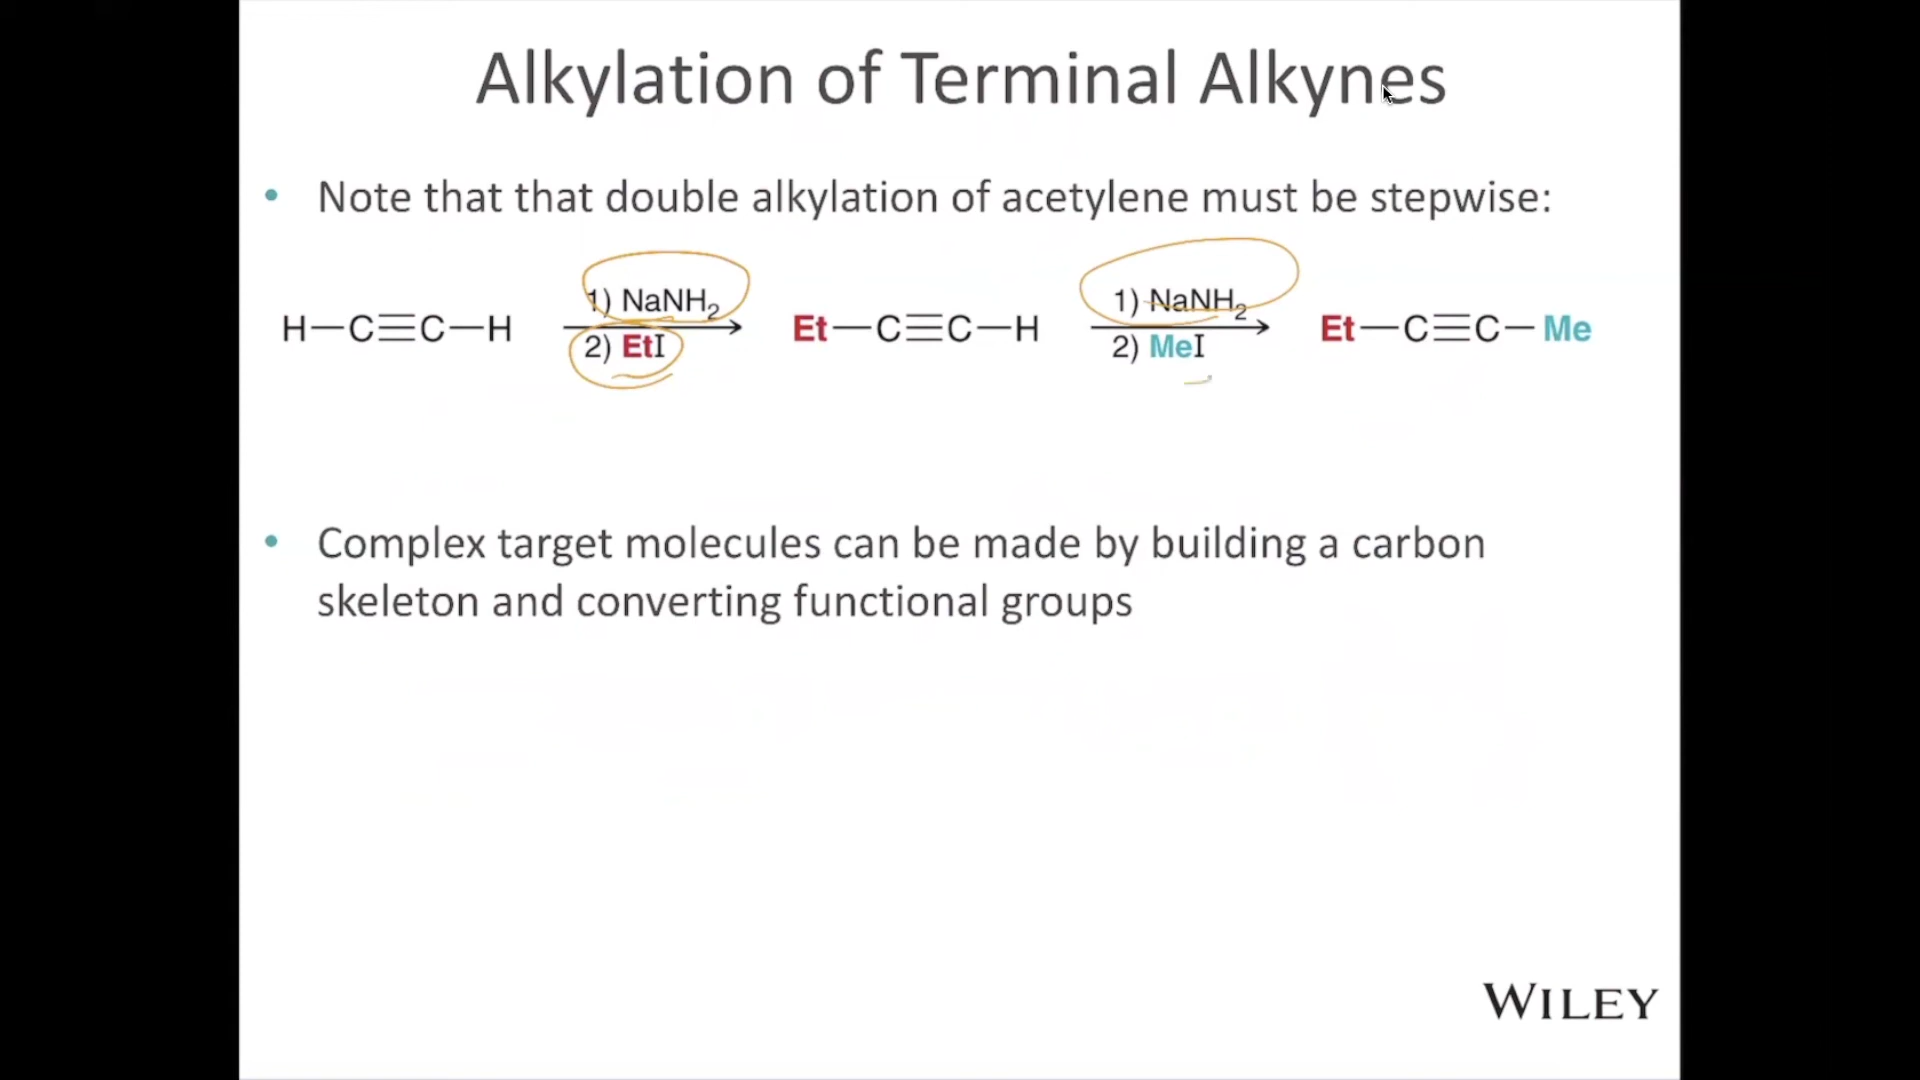 Alkylation of Terminal Alkynes
• Note that that double alkylation of acetylene must be stepwise:
H—C≡C—H 1) NaNH₂ 2) EtI Et—C≡C—H 1) NaNH₂ 2) MeI Et—C≡C—Me
• Complex target molecules can be made by building a carbon
skeleton and converting functional groups
WILEY